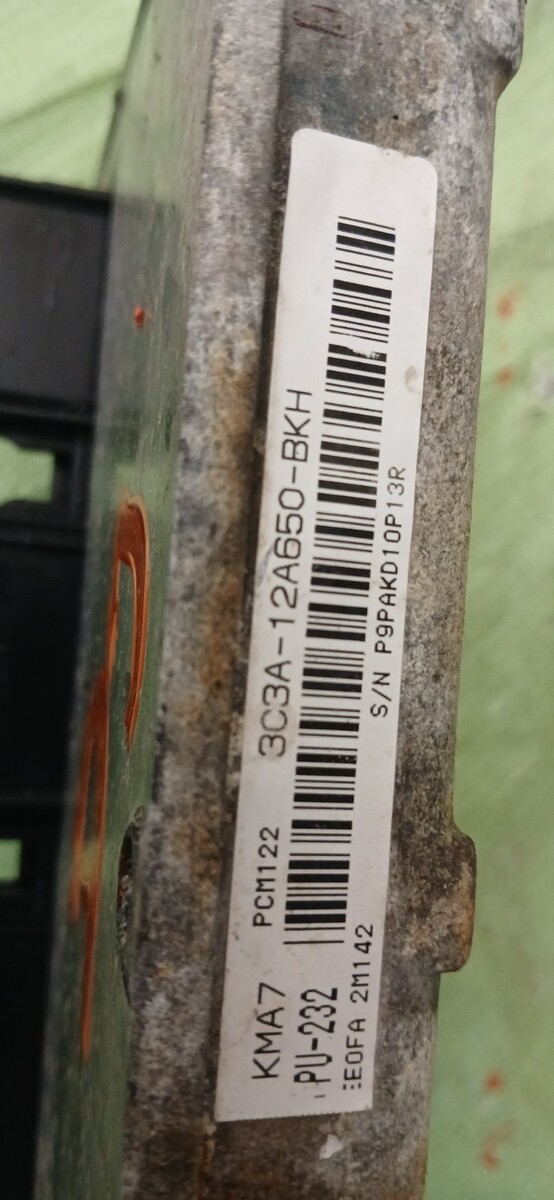 PCM122 3C3A-12A650-BKH
KMA7
PU-232
EOFA 2M142
S/N P9PAKD10P13R